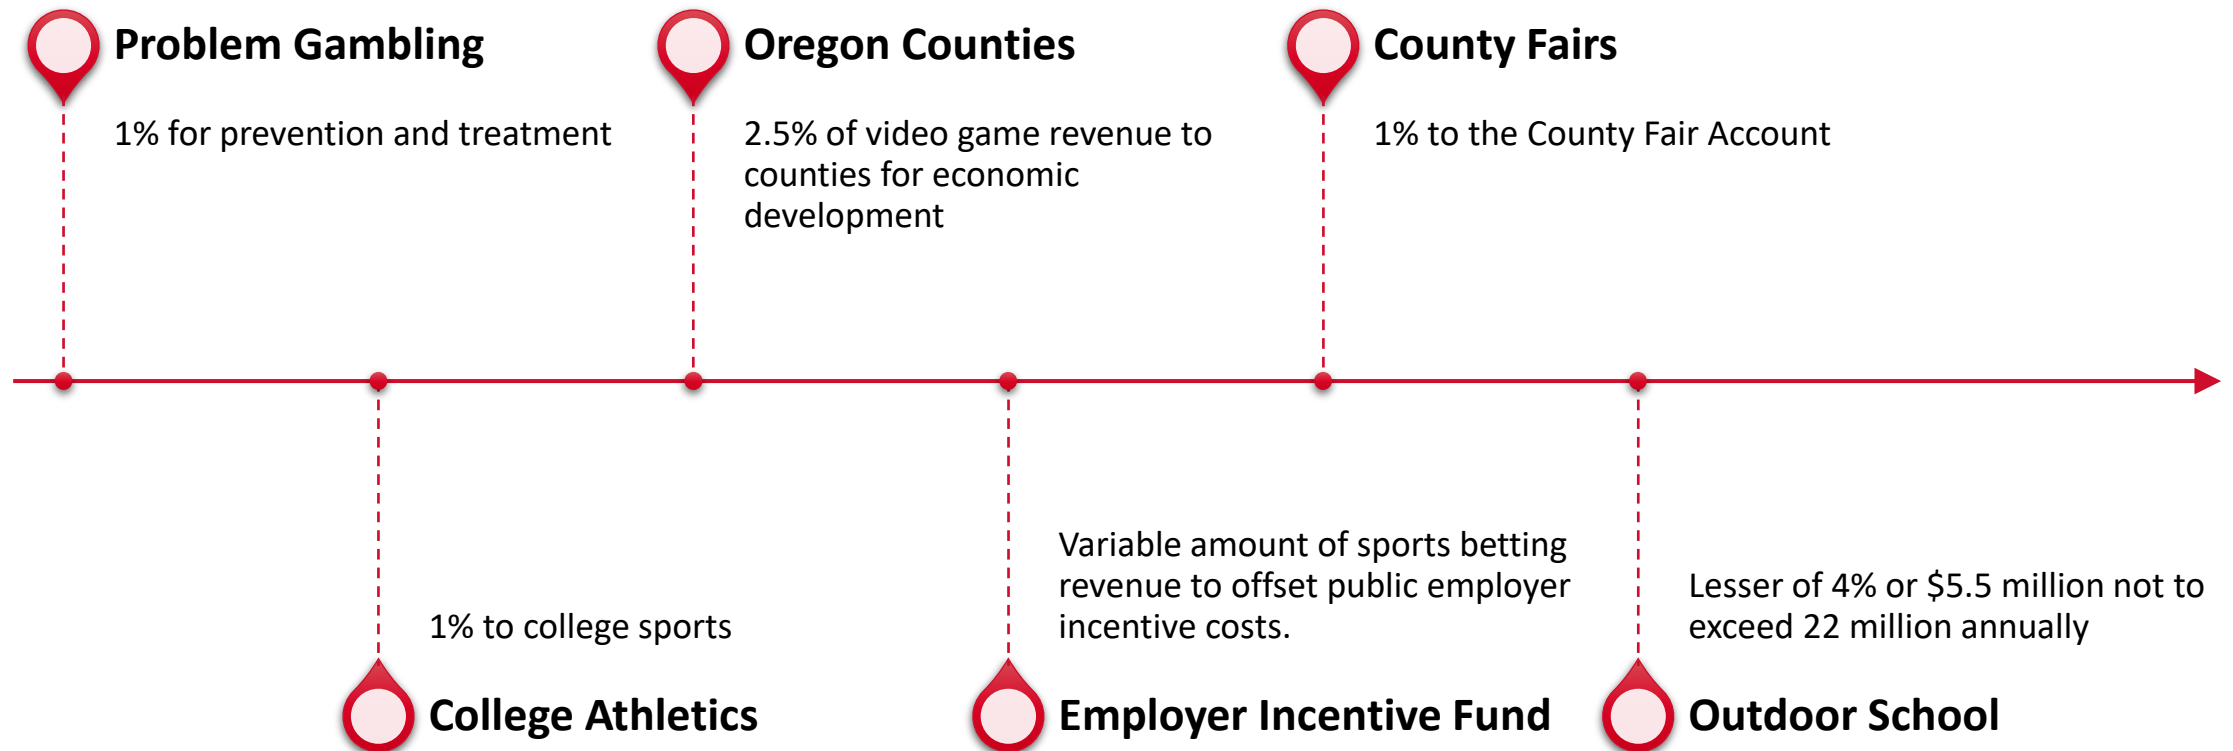 Problem Gambling
1% for prevention and treatment
Oregon Counties
2.5% of video game revenue to
counties for economic
development
County Fairs
1% to the County Fair Account
1% to college sports
College Athletics
Variable amount of sports betting
revenue to offset public employer
incentive costs.
Employer Incentive Fund
Lesser of 4% or $5.5 million not to
exceed 22 million annually
Outdoor School